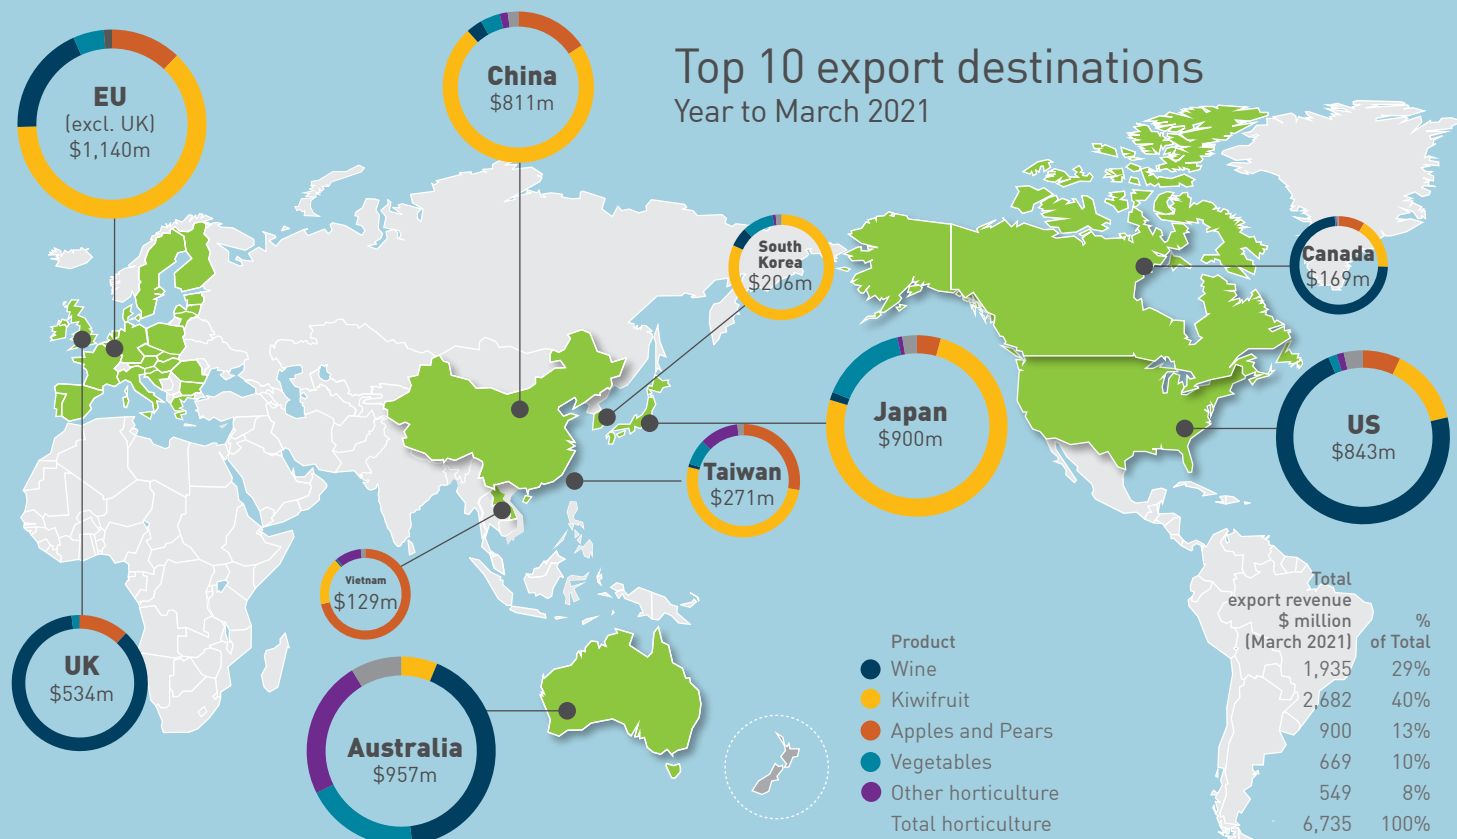 Top 10 export destinations
Year to March 2021
EU
(excl. UK)
$1,140m
China
$811m
South
Korea
$206m
Canada
$169m
Japan
$900m
US
$843m
Taiwan
$271m
Vietnam
$129m
UK
$534m
Australia
$957m
Total
export revenue
$ million %
Product (March 2021) of Total
Wine 1,935 29%
Kiwifruit 2,682 40%
Apples and Pears 900 13%
Vegetables 669 10%
Other horticulture 549 8%
Total horticulture 6,735 100%